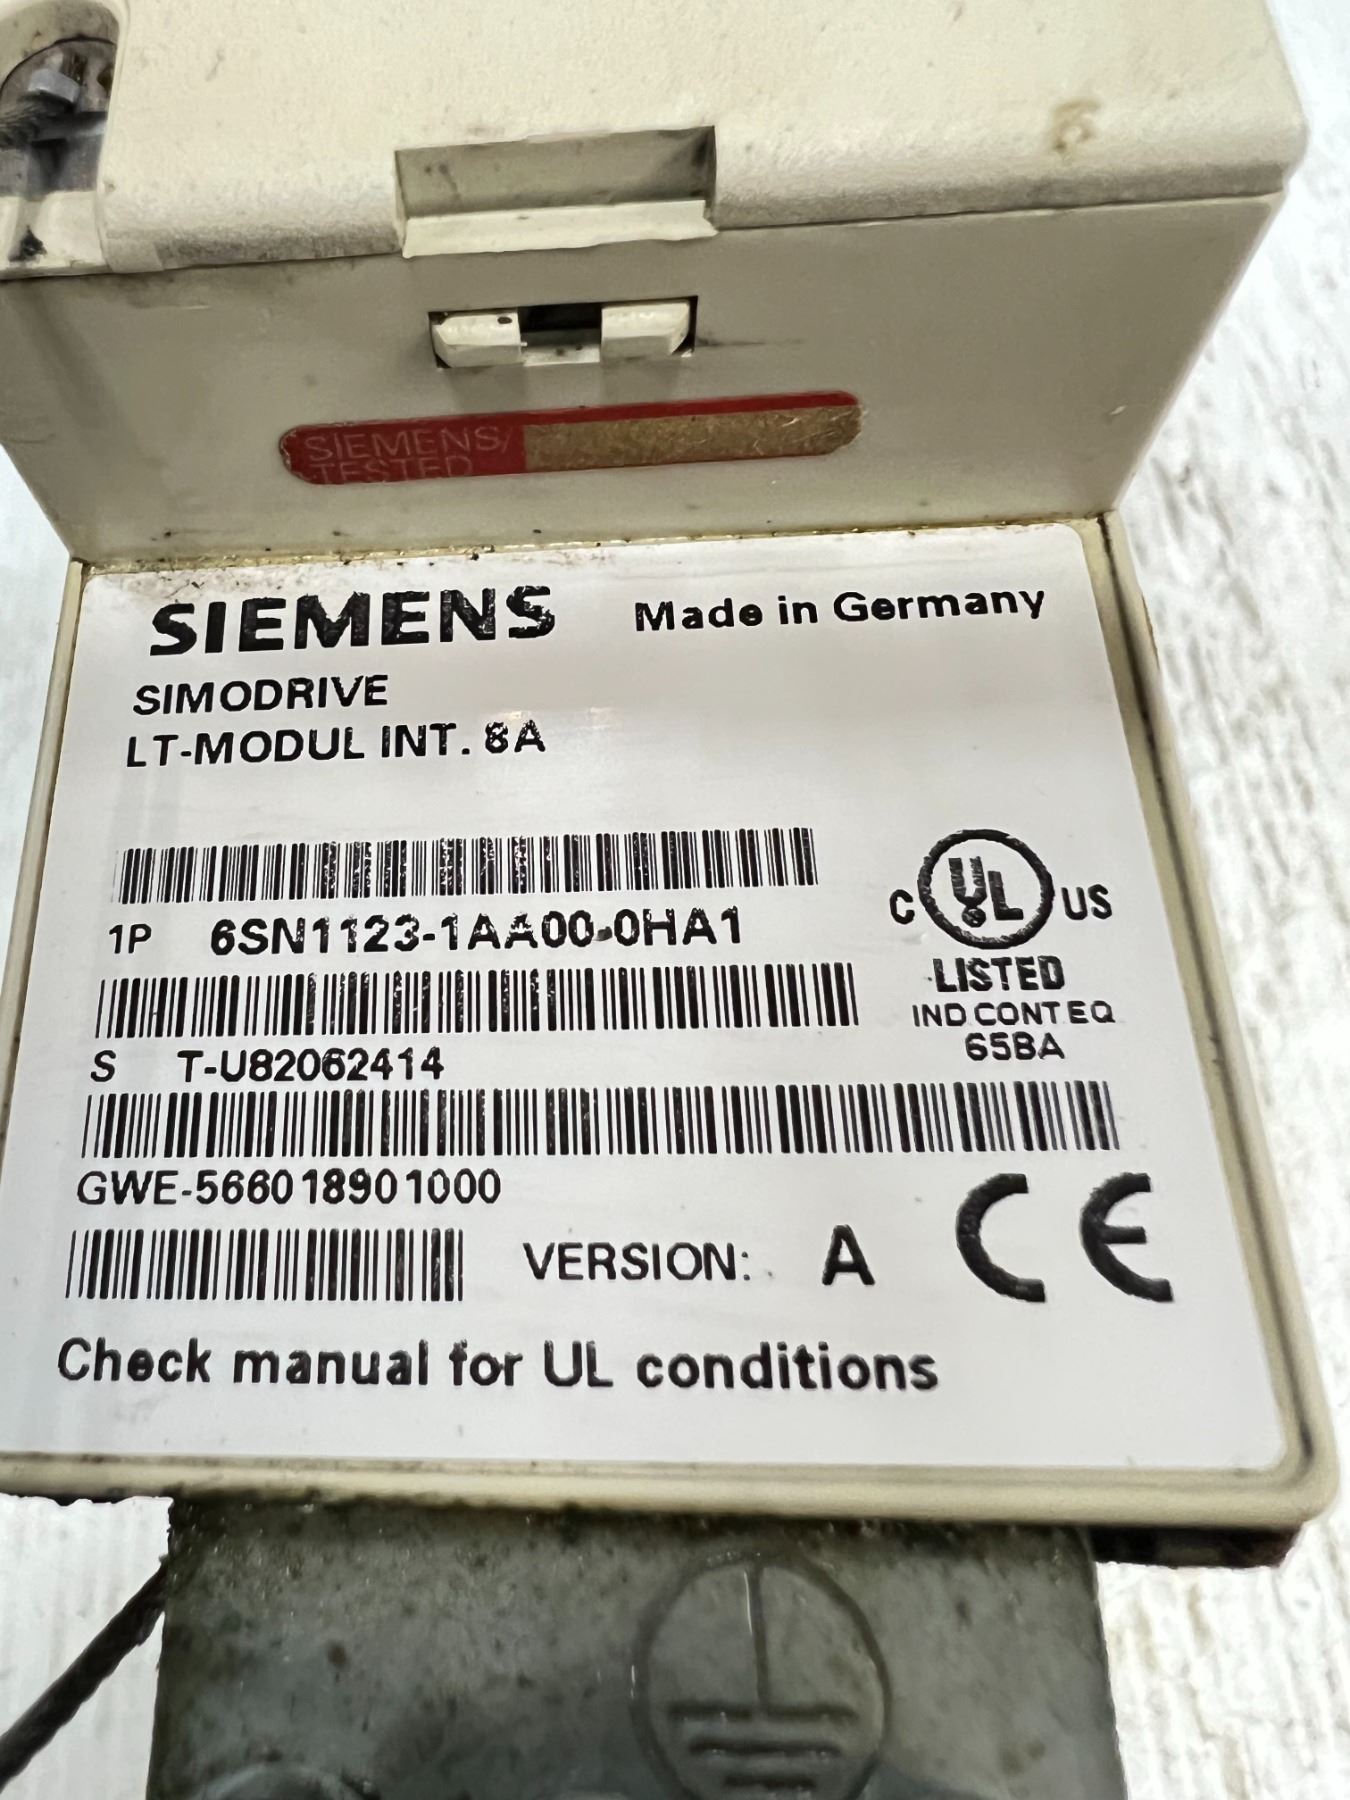 SIEMENS/
TESTED
SIEMENS Made in Germany
SIMODRIVE
LT-MODUL INT. 8A
1P 6SN1123-1AA00-0HA1
C UL US
LISTED
IND CONT EQ
65BA
S T-U82062414
GWE-566018901000
VERSION: A CE
Check manual for UL conditions